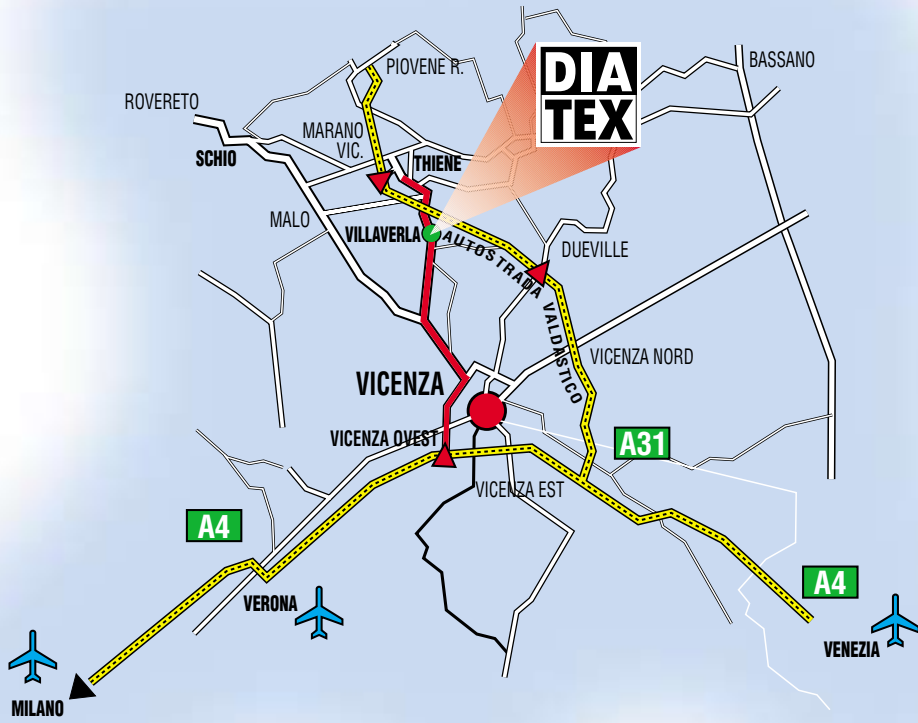 PIOVENE R.
BASSANO
DIA
TEX
ROVERETO
MARANO
VIC.
SCHIO
THIENE
MALO
VILLAVERLA
DUEVILLE
AUTOSTRADA VALDASTICO
VICENZA NORD
VICENZA
VICENZA OVEST
A31
VICENZA EST
A4
A4
VERONA
VENEZIA
MILANO